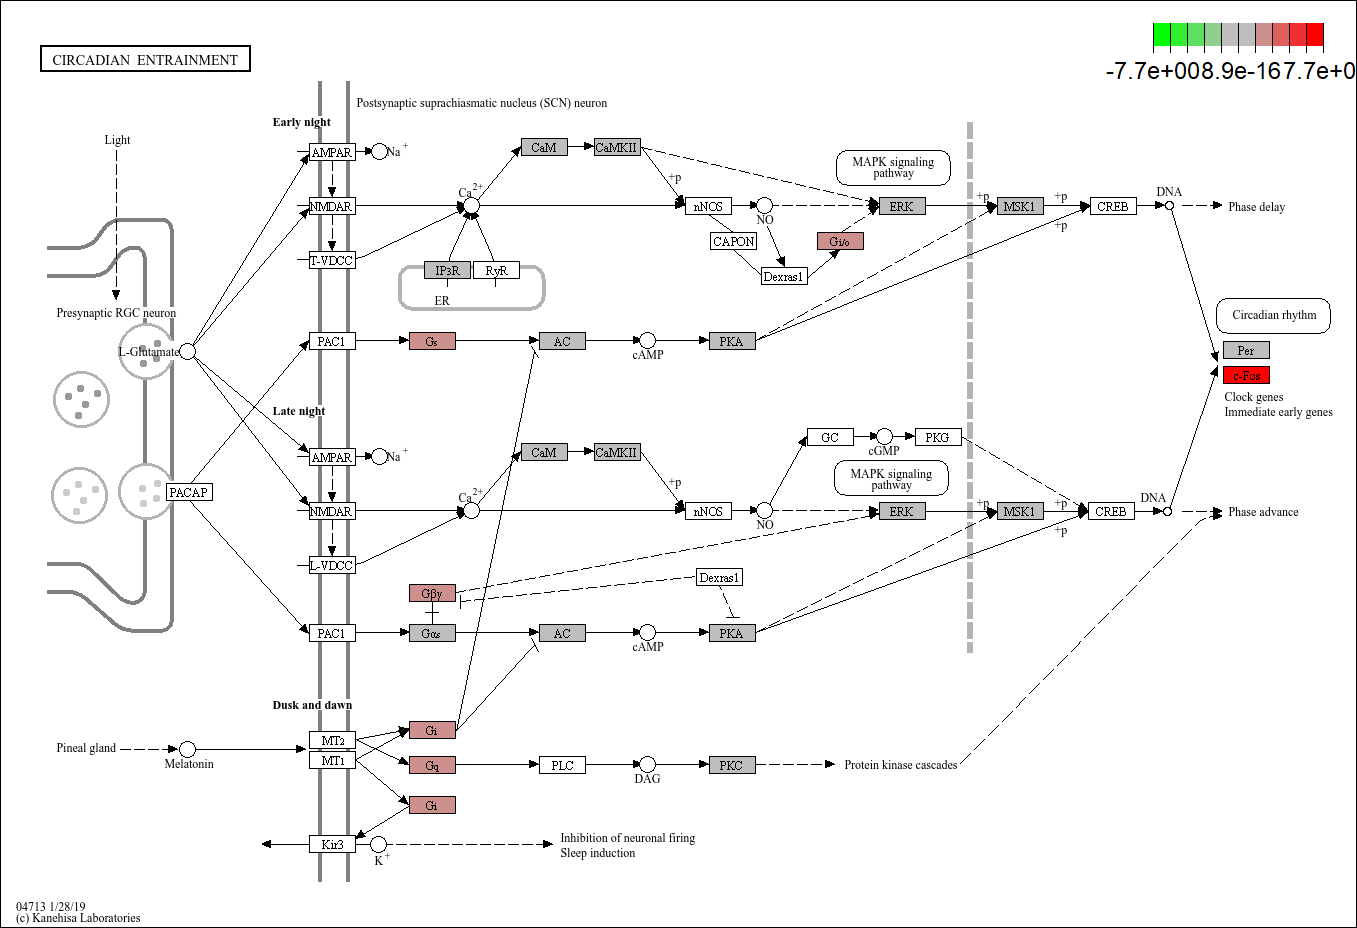 CIRCADIAN ENTRAINMENT
-7.7e+008.9e-167.7e+0
Postsynaptic suprachiasmatic nucleus (SCN) neuron
Early night
Light
AMPAR
Na+
CaM
CaMKII
MAPK signaling
pathway
+p
Ca2+
NMDAR
nNOS
NO
ERK
+p
MSK1
+p
CREB
DNA
Phase delay
+p
CAPON
Gi/o
T-VDCC
IP3R
RyR
Dexras1
ER
Presynaptic RGC neuron
Circadian rhythm
L-Glutamate
PAC1
Gs
AC
cAMP
PKA
Per
c-Fos
Clock genes
Immediate early genes
Late night
AMPAR
Na+
CaM
CaMKII
GC
cGMP
PKG
MAPK signaling
pathway
+p
PACAP
Ca2+
NMDAR
nNOS
NO
ERK
+p
MSK1
+p
CREB
DNA
Phase advance
+p
L-VDCC
Dexras1
Gβγ
PAC1
Gαs
AC
cAMP
PKA
Dusk and dawn
Gi
Pineal gland
Melatonin
MT2
MT1
Gq
PLC
DAG
PKC
Protein kinase cascades
Gi
Kir3
K+
Inhibition of neuronal firing
Sleep induction
04713 1/28/19
(c) Kanehisa Laboratories